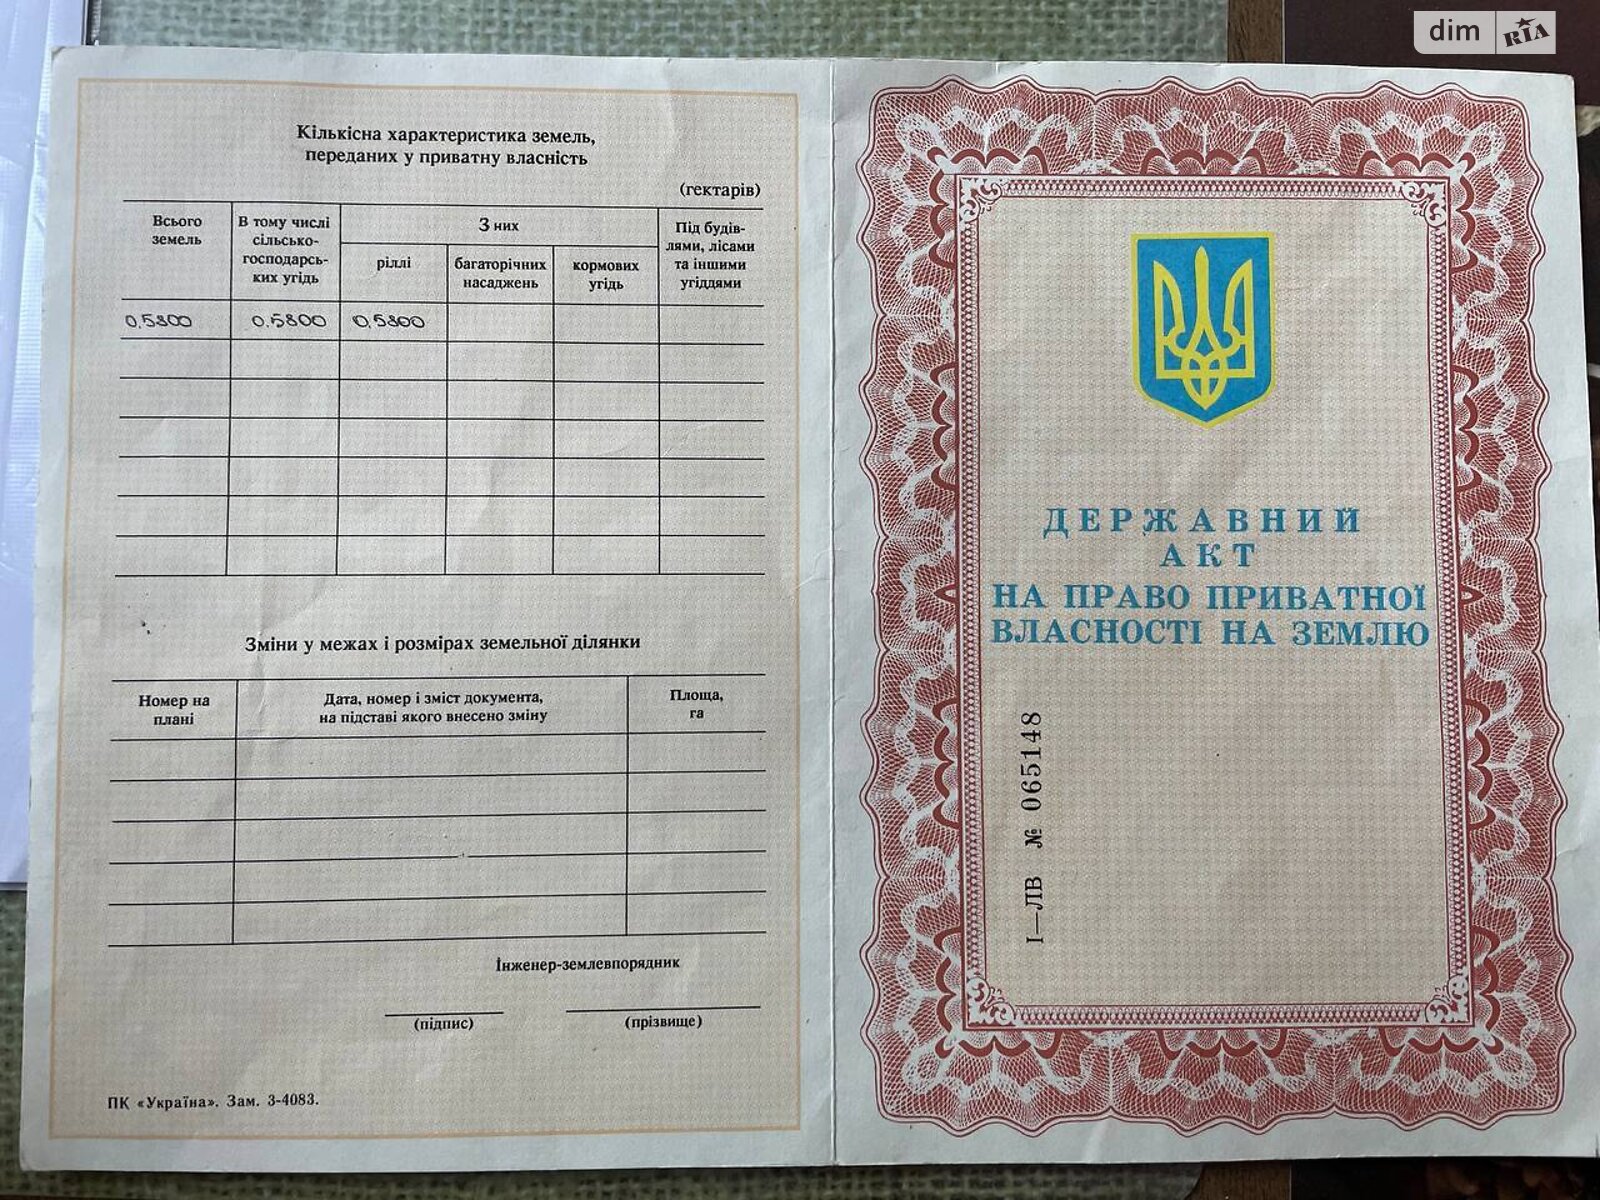 dim RIA
Кількісна характеристика земель,
переданих у приватну власність
(гектарів)
Всього
земель
В тому числі
сільсько-
господарсь-
ких угідь
З них
ріллі
багаторічних
насаджень
кормових
угідь
Під будів-
лями, лісами
та іншими
угіддями
0,5800 0,5800 0,5800
Зміни у межах і розмірах земельної ділянки
Номер на
плані
Дата, номер і зміст документа,
на підставі якого внесено зміну
Площа,
га
Інженер-землевпорядник
(підпис) (прізвище)
ПК «Україна». Зам. 3-4083.
ДЕРЖАВНИЙ
АКТ
НА ПРАВО ПРИВАТНОЇ
ВЛАСНОСТІ НА ЗЕМЛЮ
І—ЛВ № 065148